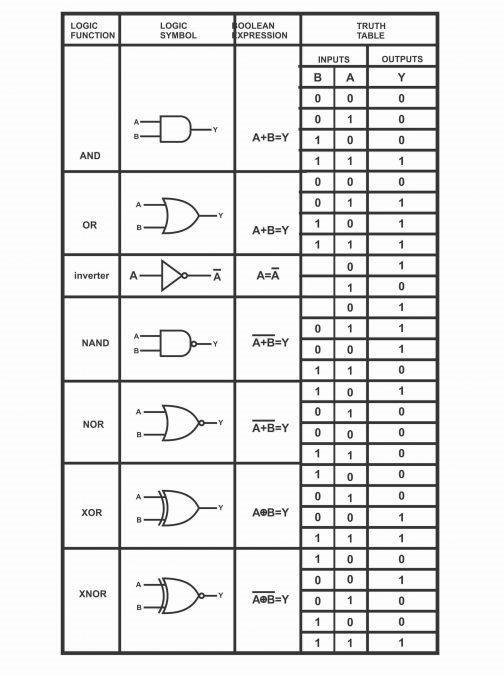 LOGIC FUNCTION
LOGIC SYMBOL
BOOLEAN EXPRESSION
TRUTH TABLE
INPUTS OUTPUTS
B A Y
AND
A
B
Y
A+B=Y
0 0 0
0 1 0
1 0 0
1 1 1
OR
A
B
Y
A+B=Y
0 0 0
0 1 1
1 0 1
1 1 1
inverter
A
A̅
A=A̅
0 1
1 0
NAND
A
B
Y
A̅+̅B̅=Y
0 1
0 1 1
0 0 1
1 1 0
NOR
A
B
Y
A̅+̅B̅=Y
1 0 1
0 1 0
0 0 0
1 1 0
XOR
A
B
Y
A⊕B=Y
1 0 0
0 1 0
0 0 1
1 1 1
XNOR
A
B
Y
A̅⊕̅B̅=Y
1 0 0
0 0 1
0 1 0
1 0 0
1 1 1